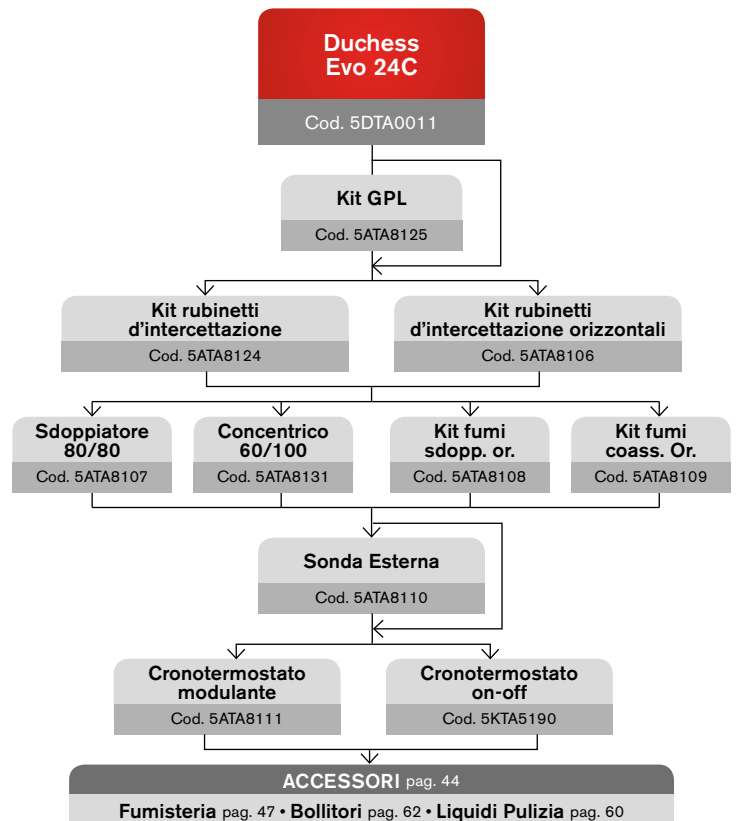 Duchess
Evo 24C
Cod. 5DTA0011
Kit GPL
Cod. 5ATA8125
Kit rubinetti
d'intercettazione
Cod. 5ATA8124
Kit rubinetti
d'intercettazione orizzontali
Cod. 5ATA8106
Sdoppiatore
80/80
Cod. 5ATA8107
Concentrico
60/100
Cod. 5ATA8131
Kit fumi
sdopp. or.
Cod. 5ATA8108
Kit fumi
coass. Or.
Cod. 5ATA8109
Sonda Esterna
Cod. 5ATA8110
Cronotermostato
modulante
Cod. 5ATA8111
Cronotermostato
on-off
Cod. 5KTA5190
ACCESSORI pag. 44
Fumisteria pag. 47 • Bollitori pag. 62 • Liquidi Pulizia pag. 60